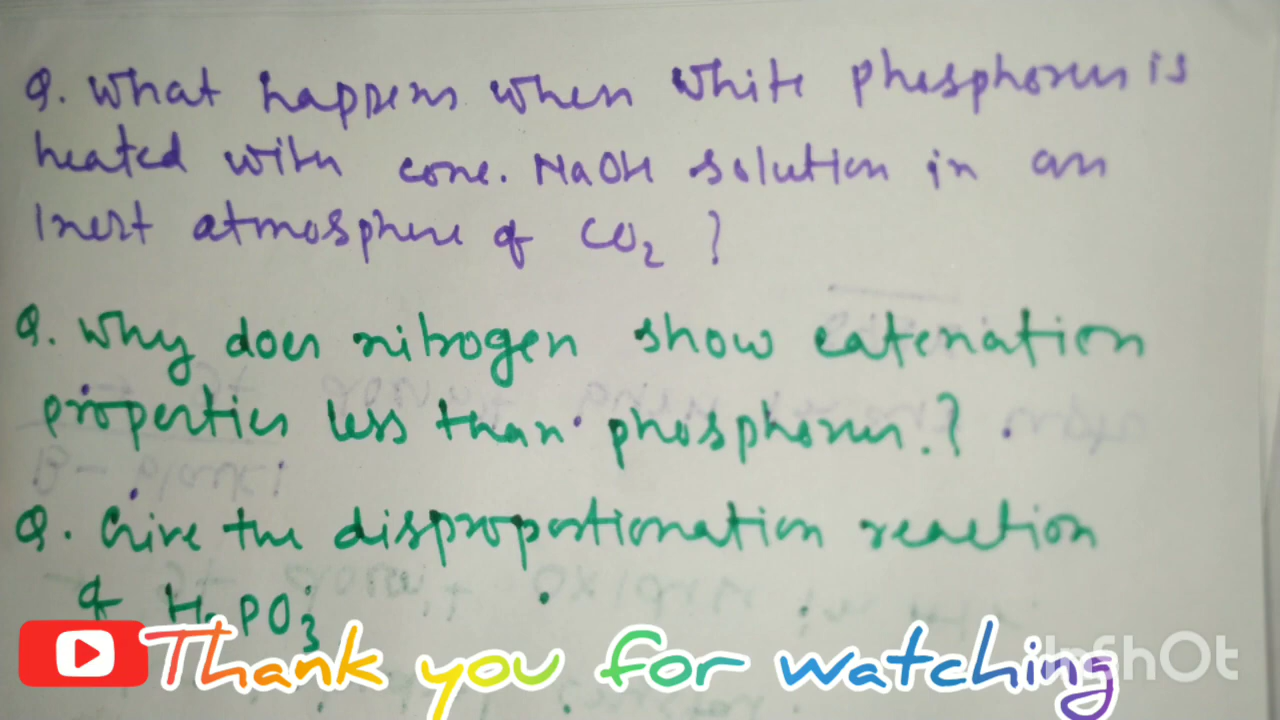 Q. What happens when white phosphorus is
heated with conc. NaOH solution in an
Inert atmosphere of CO2 ?
Q. Why does nitrogen show catenation
properties less than phosphorus.?
Q. Give the disproportionation reaction
of H3PO3
Thank you for watching
InShOt